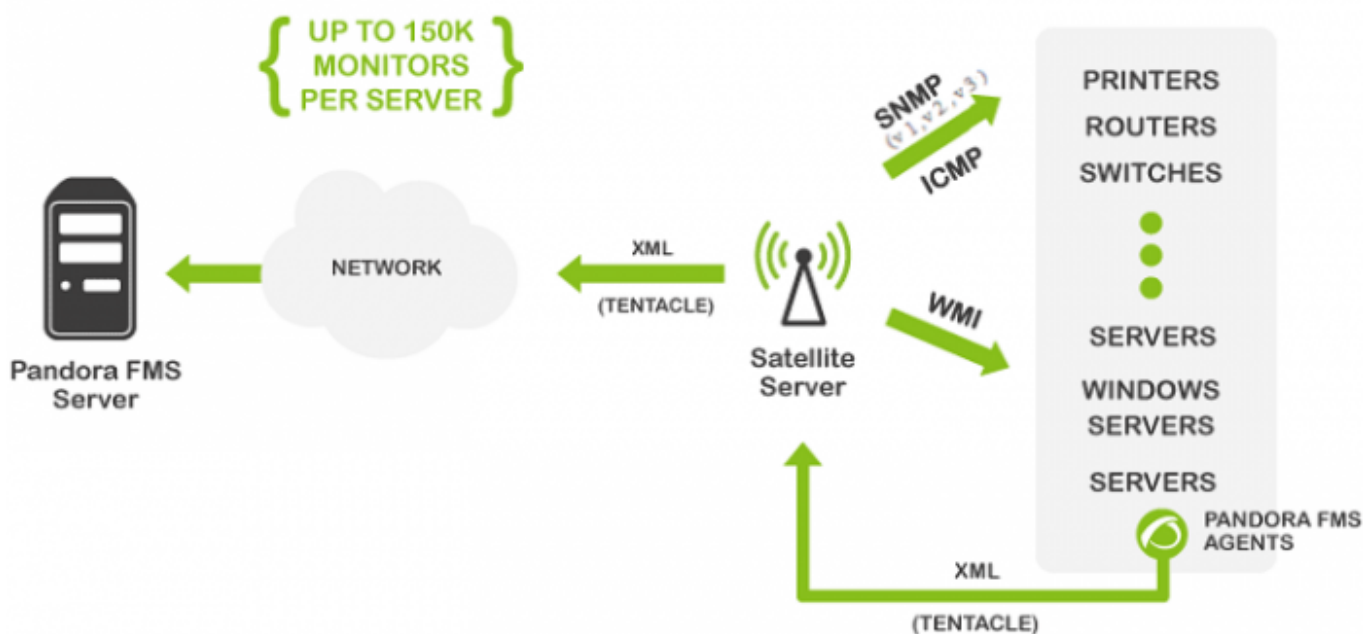 UP TO 150K
MONITORS
PER SERVER
SNMP
(v1,v2,v3)
ICMP
PRINTERS
ROUTERS
SWITCHES
NETWORK
XML
(TENTACLE)
WMI
Pandora FMS
Server
Satellite
Server
SERVERS
WINDOWS
SERVERS
SERVERS
PANDORA FMS
AGENTS
XML
(TENTACLE)